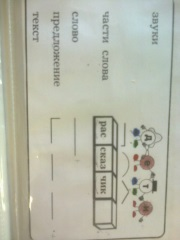 звуки
А
Т
И
части слова
рас сказ чик
слово
предложение
текст